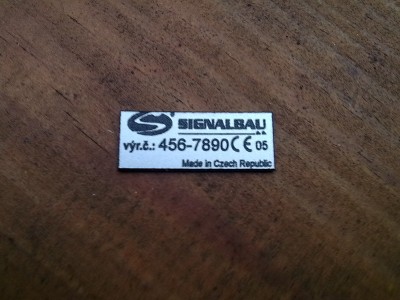 SIGNALBAU
výr.č.: 456-7890 CE 05
Made in Czech Republic